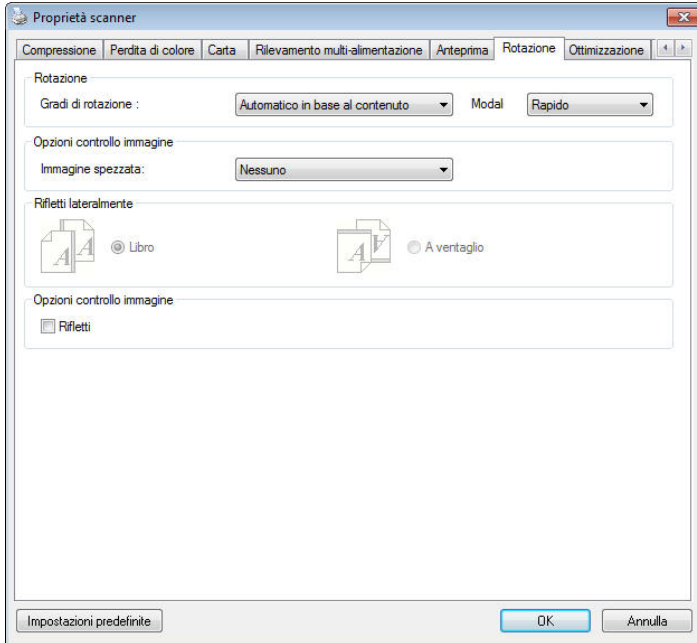 Proprietà scanner
Compressione Perdita di colore Carta Rilevamento multi-alimentazione Anteprima Rotazione Ottimizzazione
Rotazione
Gradi di rotazione : Automatico in base al contenuto Modal Rapido
Opzioni controllo immagine
Immagine spezzata: Nessuno
Rifletti lateralmente
A A Libro A A A ventaglio
Opzioni controllo immagine
Rifletti
Impostazioni predefinite OK Annulla